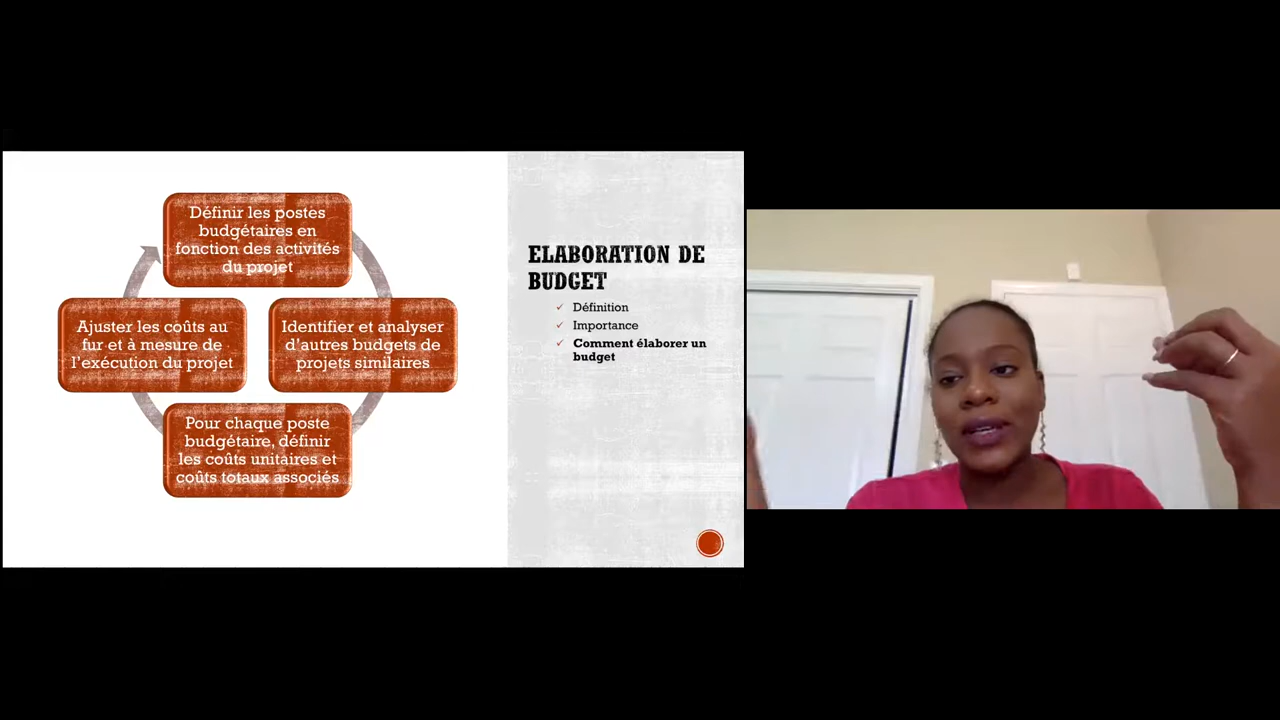 Définir les postes
budgétaires en
fonction des activités
du projet
Ajuster les coûts au
fur et à mesure de
l'exécution du projet
Identifier et analyser
d'autres budgets de
projets similaires
Pour chaque poste
budgétaire, définir
les coûts unitaires et
coûts totaux associés
ELABORATION DE
BUDGET
✓ Définition
✓ Importance
✓ Comment élaborer un
budget